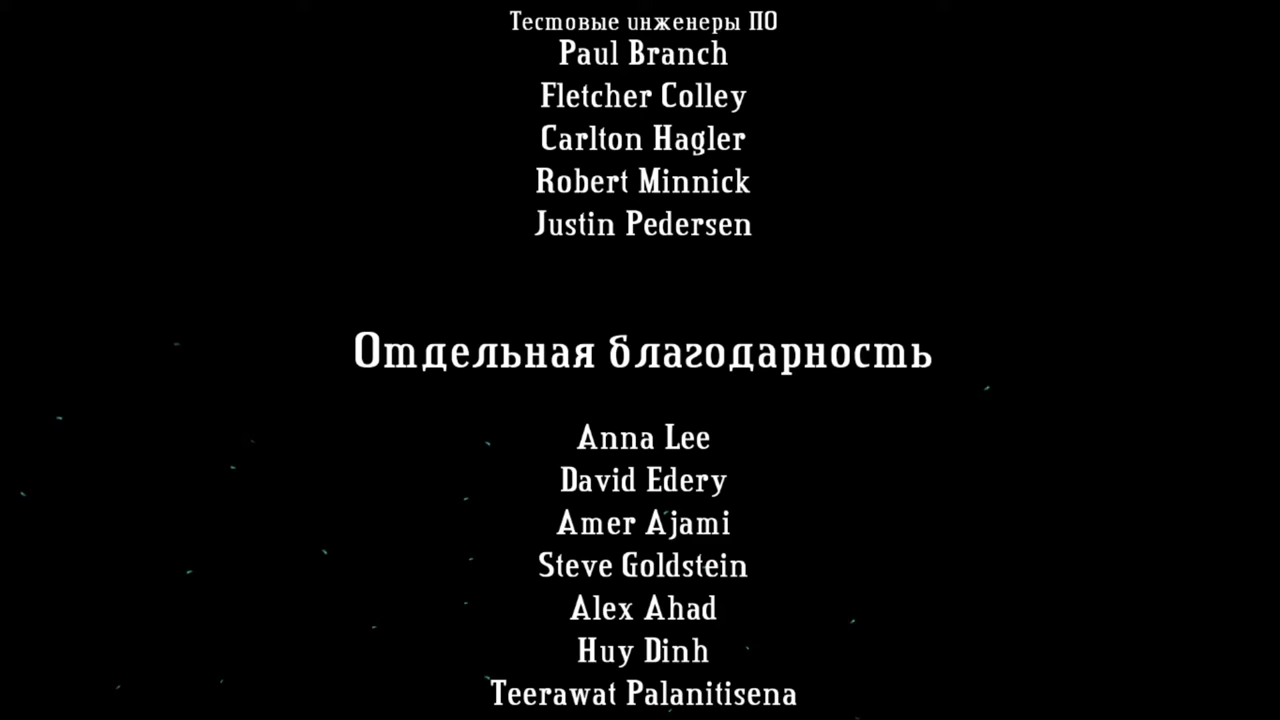 Тестовые инженеры ПО
Paul Branch
Fletcher Colley
Carlton Hagler
Robert Minnick
Justin Pedersen
Отдельная благодарность
Anna Lee
David Edery
Amer Ajami
Steve Goldstein
Alex Ahad
Huy Dinh
Teerawat Palanitisena